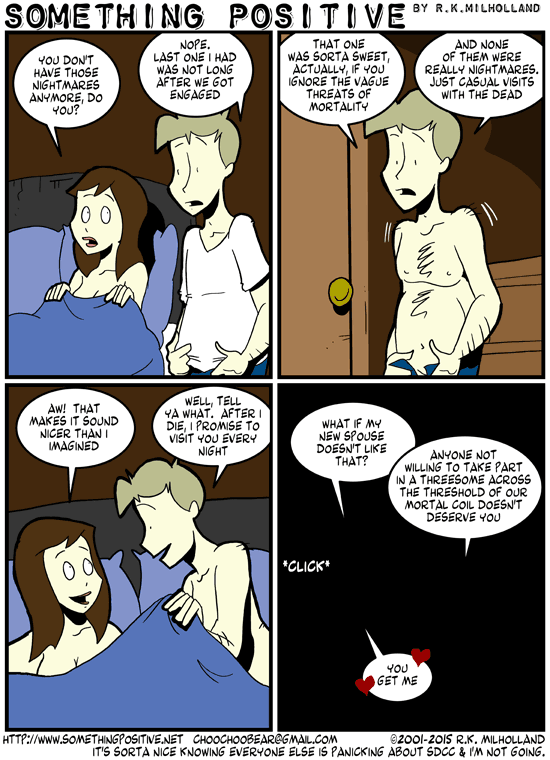 SOMETHING POSITIVE BY R.K.MILHOLLAND
YOU DON'T
HAVE THOSE
NIGHTMARES
ANYMORE, DO
YOU?
NOPE.
LAST ONE I HAD
WAS NOT LONG
AFTER WE GOT
ENGAGED
THAT ONE
WAS SORTA SWEET,
ACTUALLY, IF YOU
IGNORE THE VAGUE
THREATS OF
MORTALITY
AND NONE
OF THEM WERE
REALLY NIGHTMARES.
JUST CASUAL VISITS
WITH THE DEAD
AW! THAT
MAKES IT SOUND
NICER THAN I
IMAGINED
WELL, TELL
YA WHAT. AFTER I
DIE, I PROMISE TO
VISIT YOU EVERY
NIGHT
WHAT IF MY
NEW SPOUSE
DOESN'T LIKE
THAT?
ANYONE NOT
WILLING TO TAKE PART
IN A THREESOME ACROSS
THE THRESHOLD OF OUR
MORTAL COIL DOESN'T
DESERVE YOU
*CLICK*
YOU
GET ME
HTTP://WWW.SOMETHINGPOSITIVE.NET CHOOCHOOBEAR@GMAIL.COM ©2001-2015 R.K. MILHOLLAND
IT'S SORTA NICE KNOWING EVERYONE ELSE IS PANICKING ABOUT SDCC & I'M NOT GOING.